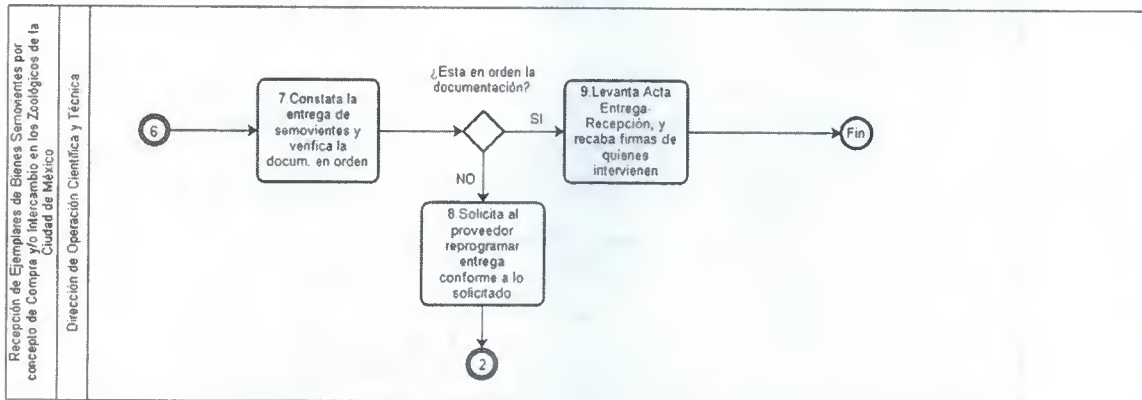 Recepción de Ejemplares de Bienes Semovientes por
concepto de Compra y/o Intercambio en los Zoológicos de la
Ciudad de México
Dirección de Operación Científica y Técnica
6
7.Constata la
entrega de
semovientes y
verifica la
docum. en orden
¿Esta en orden la
documentación?
SI
NO
9.Levanta Acta
Entrega-
Recepción, y
recaba firmas de
quienes
intervienen
Fin
8.Solicita al
proveedor
reprogramar
entrega
conforme a lo
solicitado
2